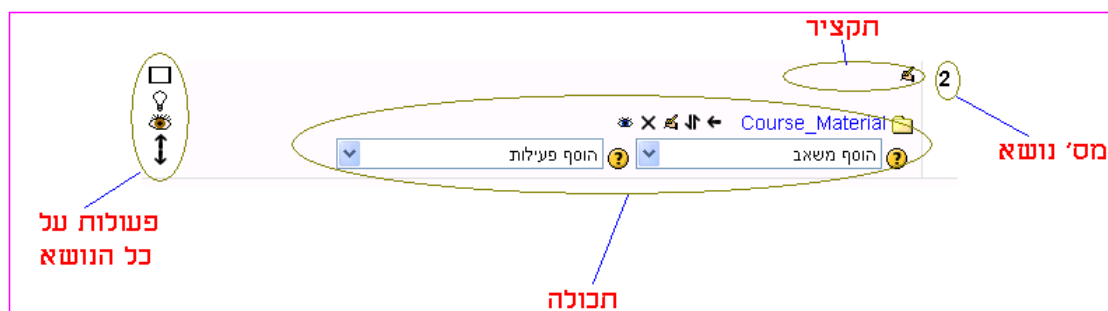 תקציר
2
מס' נושא
Course_Material
הוסף משאב
הוסף פעילות
פעולות על
כל הנושא
תכולה